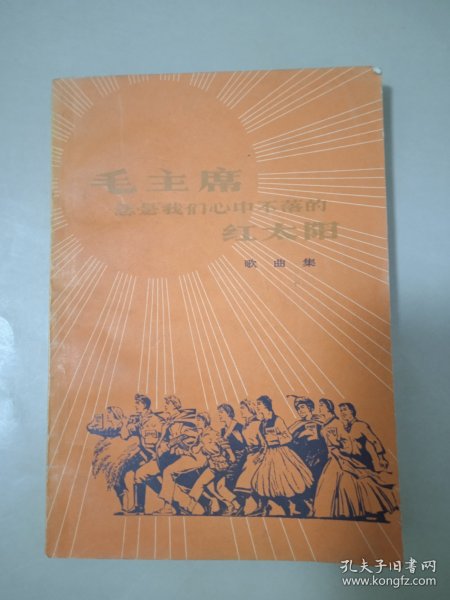 毛主席
您是我们心中不落的
红太阳
歌曲集
孔夫子旧书网
www.kongfz.com